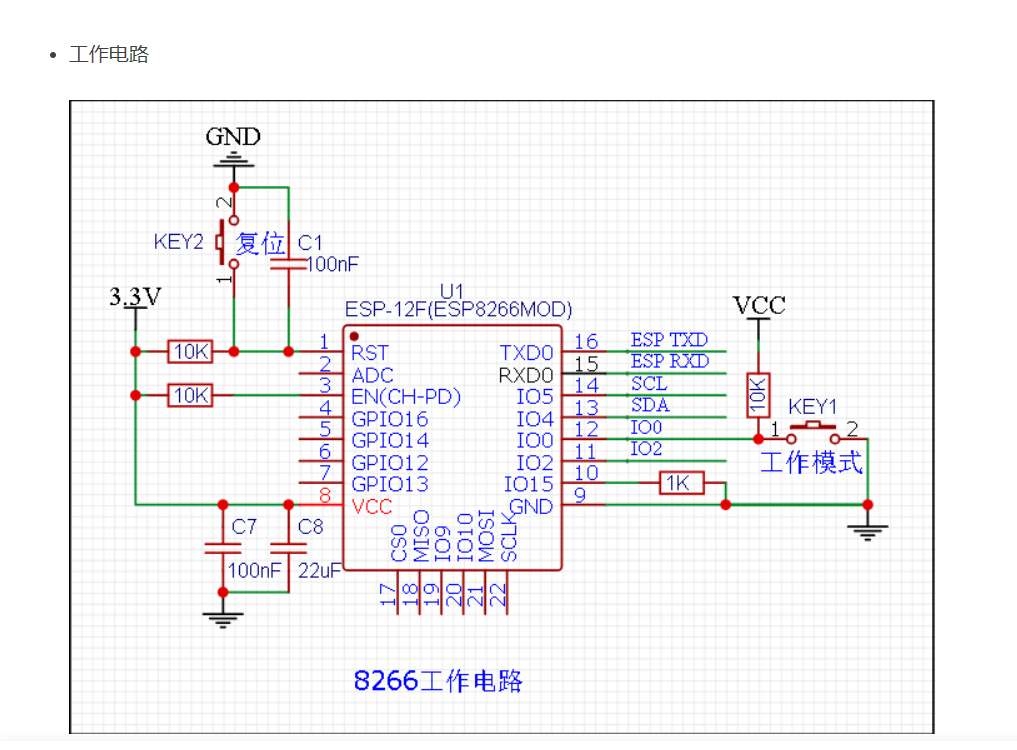 • 工作电路
GND
2
KEY2
复位
C1
100nF
1
3.3V
10K
10K
U1
ESP-12F(ESP8266MOD)
1 RST
2 ADC
3 EN(CH-PD)
4 GPIO16
5 GPIO14
6 GPIO12
7 GPIO13
8 VCC
TXD0 16 ESP TXD
RXD0 15 ESP RXD
IO5 14 SCL
IO4 13 SDA
IO0 12 IO0
IO2 11 IO2
IO15 10
GND 9
1K
VCC
10K
KEY1
1 2
工作模式
C7
100nF
C8
22uF
CS0 MISO IO9 IO10 MOSI SCLK
17 18 19 20 21 22
8266工作电路